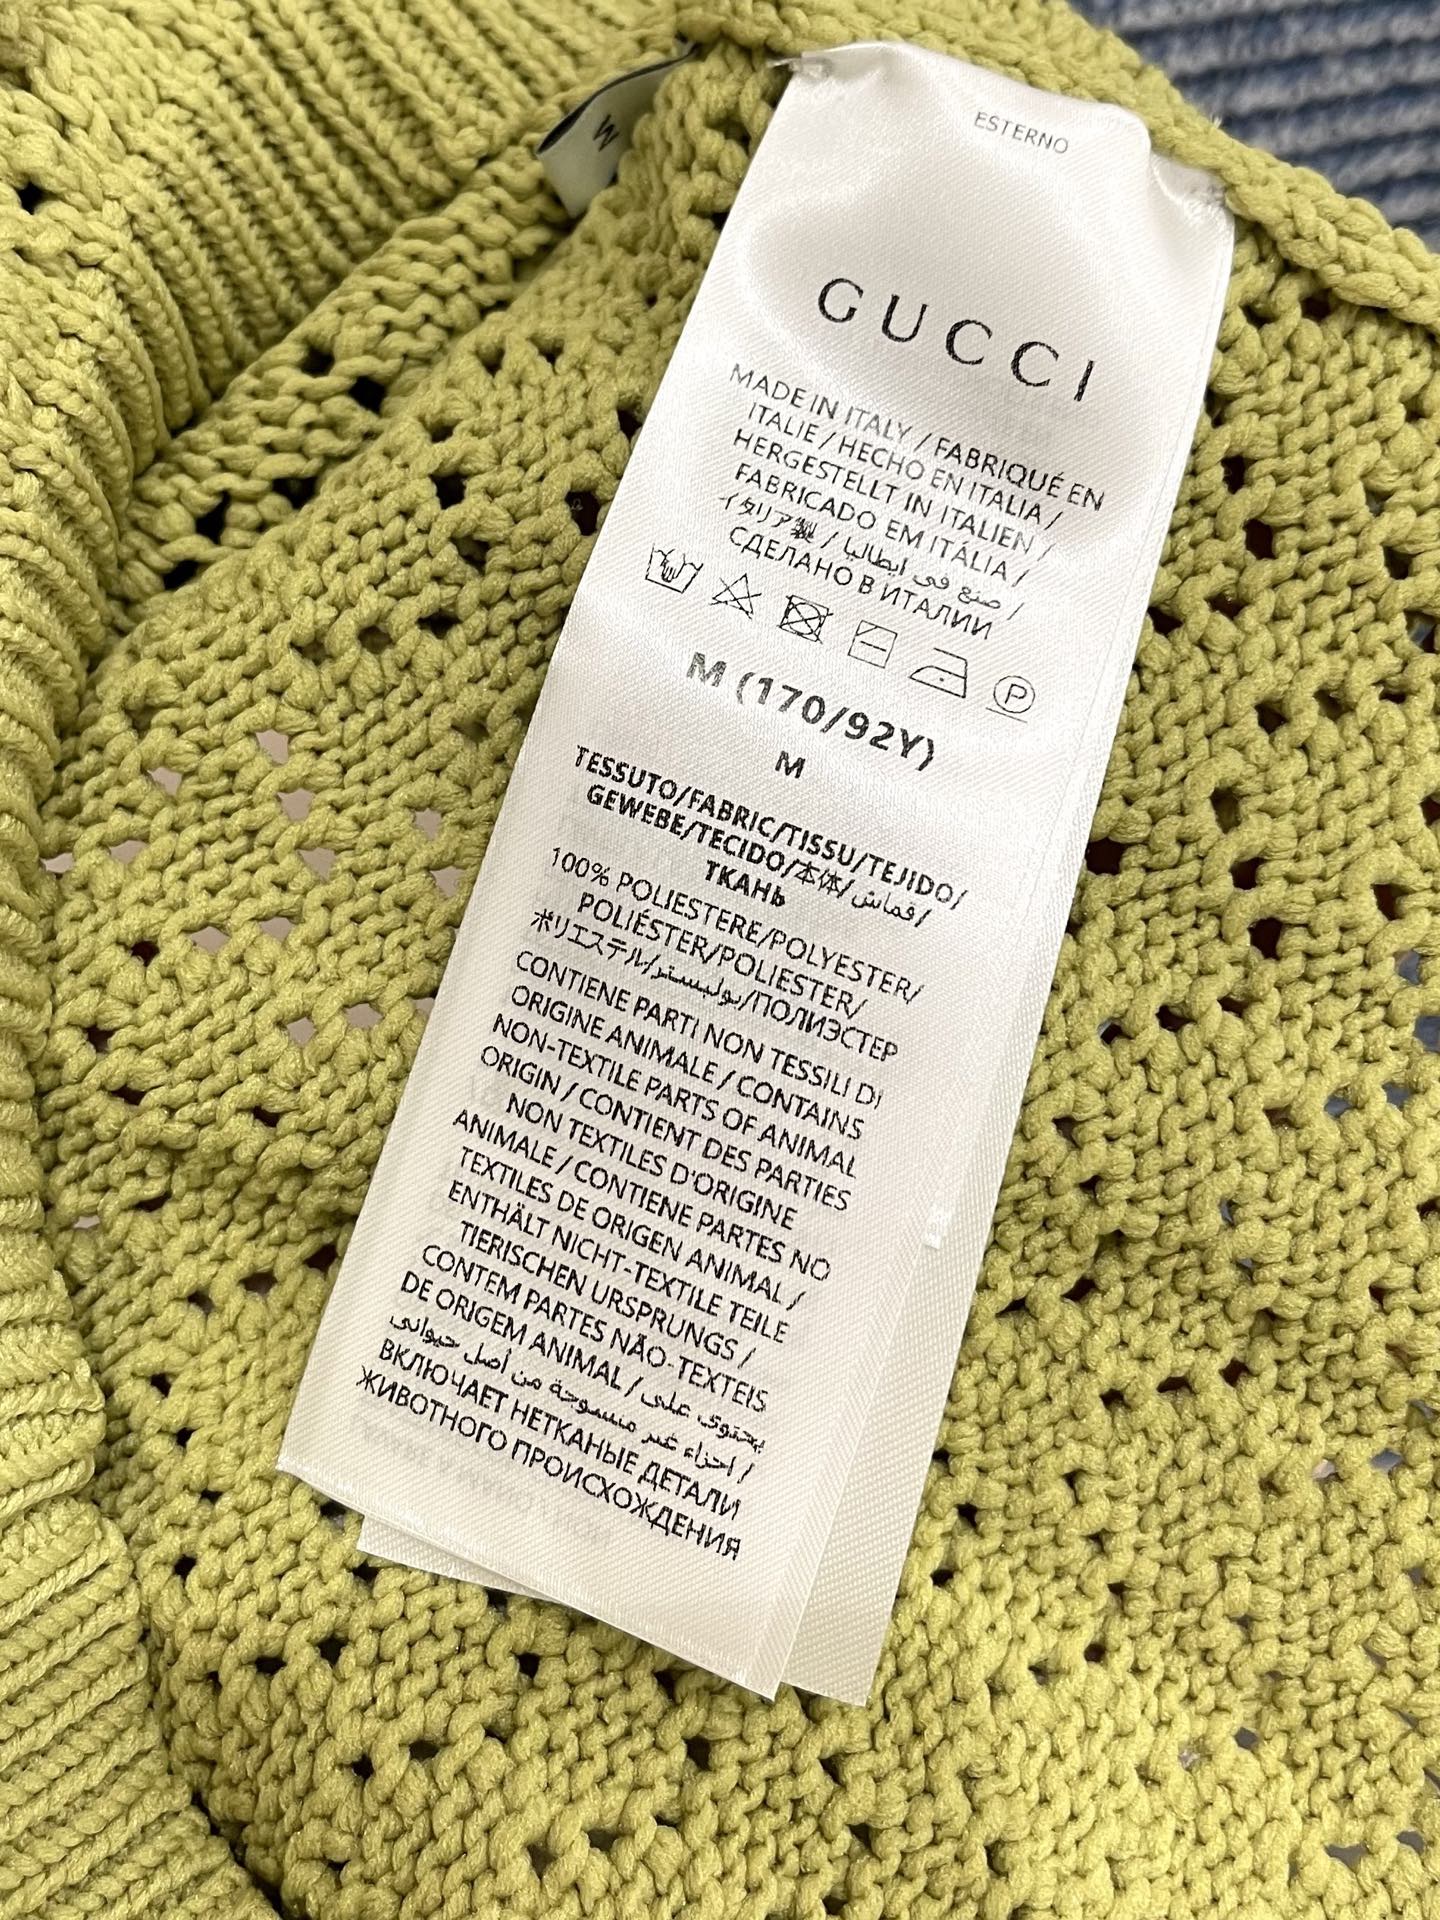 M
ESTERNO
GUCCI
MADE IN ITALY / FABRIQUÉ EN
ITALIE / HECHO EN ITALIA /
HERGESTELLT IN ITALIEN /
FABRICADO EM ITÁLIA /
イタリア製 / صنع في ايطاليا /
СДЕЛАНО В ИТАЛИИ
P
M (170/92Y)
M
TESSUTO/FABRIC/TISSU/TEJIDO/
GEWEBE/TECIDO/本体/قماش/
ТКАНЬ
100% POLIESTERE/POLYESTER/
POLIÉSTER/POLIESTER/
ポリエステル/بوليستر/ПОЛИЭСТЕР
CONTIENE PARTI NON TESSILI DI
ORIGINE ANIMALE / CONTAINS
NON-TEXTILE PARTS OF ANIMAL
ORIGIN / CONTIENT DES PARTIES
NON TEXTILES D'ORIGINE
ANIMALE / CONTIENE PARTES NO
TEXTILES DE ORIGEN ANIMAL /
ENTHÄLT NICHT-TEXTILE TEILE
TIERISCHEN URSPRUNGS /
CONTEM PARTES NÃO-TEXTEIS
DE ORIGEM ANIMAL / يحتوى على
اجزاء غير منسوجة من أصل حيوانى /
ВКЛЮЧАЕТ НЕТКАНЫЕ ДЕТАЛИ
ЖИВОТНОГО ПРОИСХОЖДЕНИЯ